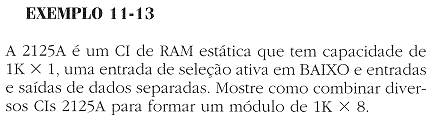 EXEMPLO 11-13
A 2125A é um CI de RAM estática que tem capacidade de
1K × 1, uma entrada de seleção ativa em BAIXO e entradas
e saídas de dados separadas. Mostre como combinar diver-
sos CIs 2125A para formar um módulo de 1K × 8.